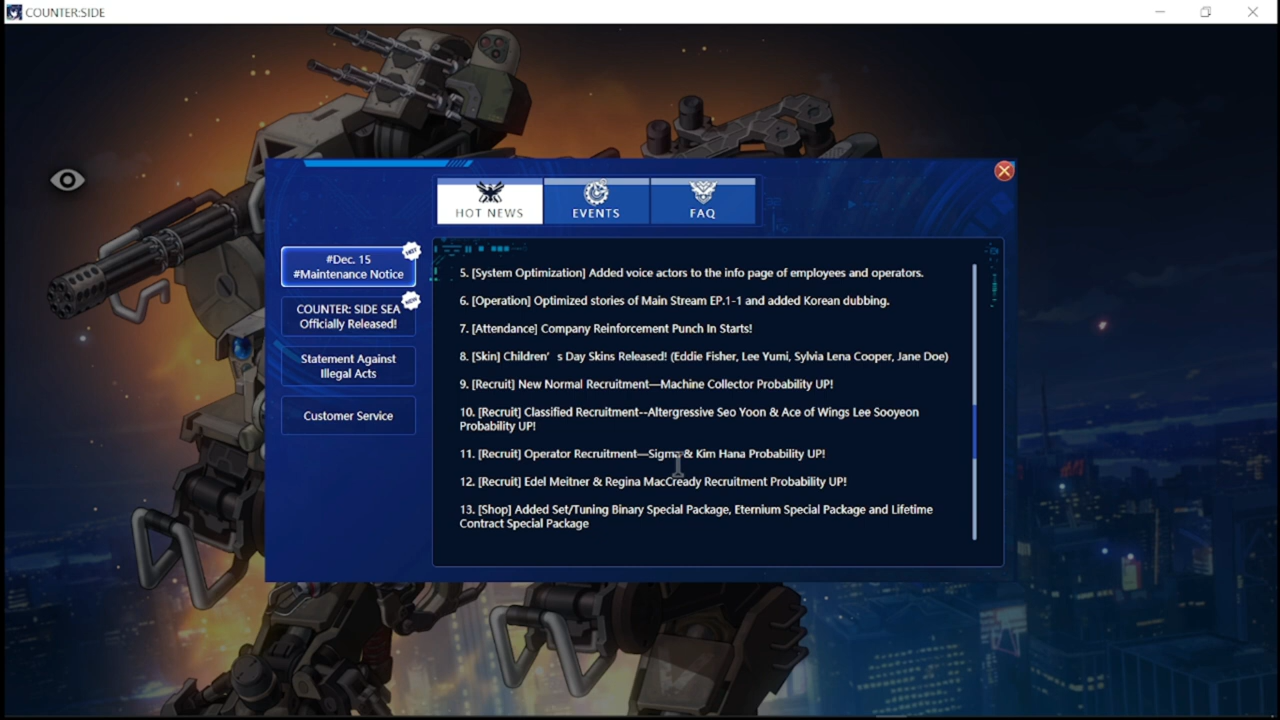 COUNTER:SIDE
HOT NEWS
EVENTS
FAQ
#Dec. 15
#Maintenance Notice
HOT
COUNTER: SIDE SEA
Officially Released!
NEW
Statement Against
Illegal Acts
Customer Service
5. [System Optimization] Added voice actors to the info page of employees and operators.
6. [Operation] Optimized stories of Main Stream EP.1-1 and added Korean dubbing.
7. [Attendance] Company Reinforcement Punch In Starts!
8. [Skin] Children' s Day Skins Released! (Eddie Fisher, Lee Yumi, Sylvia Lena Cooper, Jane Doe)
9. [Recruit] New Normal Recruitment—Machine Collector Probability UP!
10. [Recruit] Classified Recruitment--Altergressive Seo Yoon & Ace of Wings Lee Sooyeon
Probability UP!
11. [Recruit] Operator Recruitment—Sigma & Kim Hana Probability UP!
12. [Recruit] Edel Meitner & Regina MacCready Recruitment Probability UP!
13. [Shop] Added Set/Tuning Binary Special Package, Eternium Special Package and Lifetime
Contract Special Package